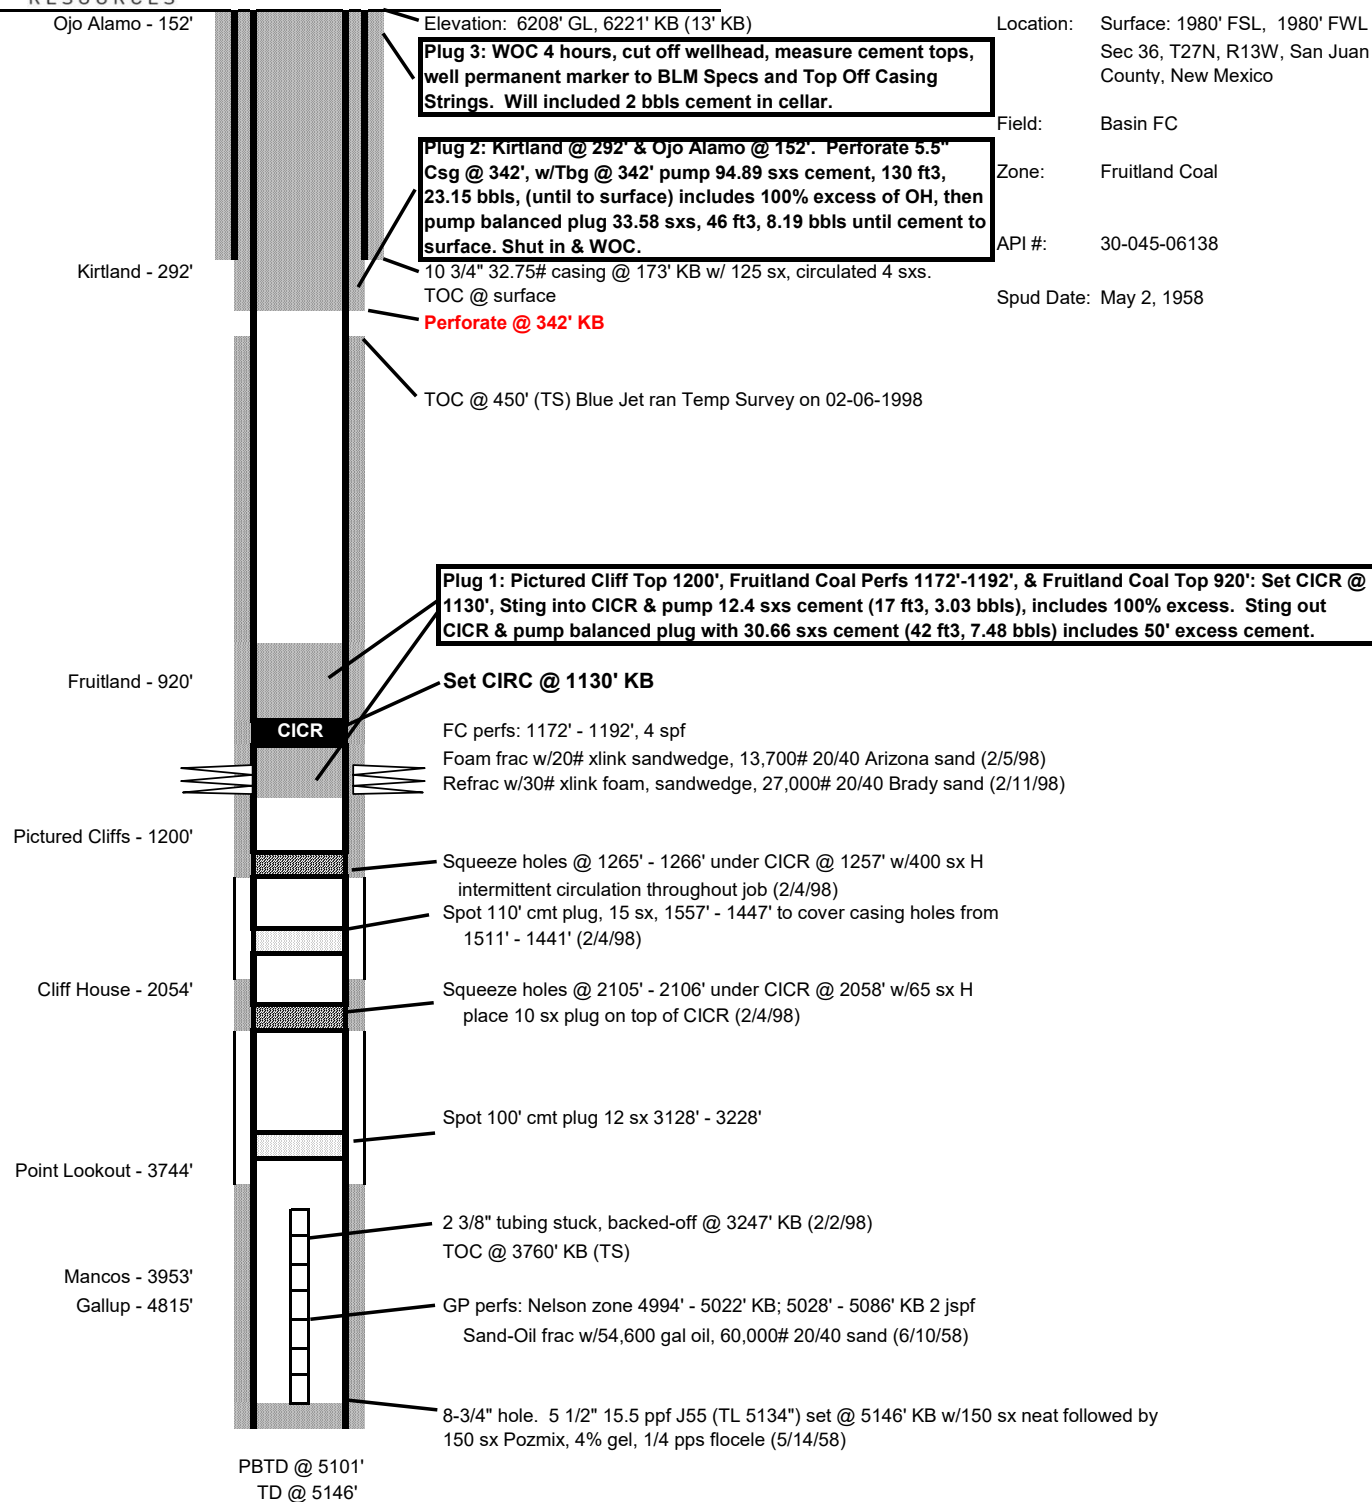 RESOURCES
Ojo Alamo - 152'
Elevation: 6208' GL, 6221' KB (13' KB)
Location: Surface: 1980' FSL, 1980' FWL
Sec 36, T27N, R13W, San Juan
County, New Mexico
Plug 3: WOC 4 hours, cut off wellhead, measure cement tops,
well permanent marker to BLM Specs and Top Off Casing
Strings. Will included 2 bbls cement in cellar.
Field: Basin FC
Plug 2: Kirtland @ 292' & Ojo Alamo @ 152'. Perforate 5.5"
Csg @ 342', w/Tbg @ 342' pump 94.89 sxs cement, 130 ft3,
23.15 bbls, (until to surface) includes 100% excess of OH, then
pump balanced plug 33.58 sxs, 46 ft3, 8.19 bbls until cement to
surface. Shut in & WOC.
Zone: Fruitland Coal
API #: 30-045-06138
Kirtland - 292'
10 3/4" 32.75# casing @ 173' KB w/ 125 sx, circulated 4 sxs.
TOC @ surface
Spud Date: May 2, 1958
Perforate @ 342' KB
TOC @ 450' (TS) Blue Jet ran Temp Survey on 02-06-1998
Plug 1: Pictured Cliff Top 1200', Fruitland Coal Perfs 1172'-1192', & Fruitland Coal Top 920': Set CICR @
1130', Sting into CICR & pump 12.4 sxs cement (17 ft3, 3.03 bbls), includes 100% excess. Sting out
CICR & pump balanced plug with 30.66 sxs cement (42 ft3, 7.48 bbls) includes 50' excess cement.
Fruitland - 920'
Set CIRC @ 1130' KB
CICR
FC perfs: 1172' - 1192', 4 spf
Foam frac w/20# xlink sandwedge, 13,700# 20/40 Arizona sand (2/5/98)
Refrac w/30# xlink foam, sandwedge, 27,000# 20/40 Brady sand (2/11/98)
Pictured Cliffs - 1200'
Squeeze holes @ 1265' - 1266' under CICR @ 1257' w/400 sx H
intermittent circulation throughout job (2/4/98)
Spot 110' cmt plug, 15 sx, 1557' - 1447' to cover casing holes from
1511' - 1441' (2/4/98)
Cliff House - 2054'
Squeeze holes @ 2105' - 2106' under CICR @ 2058' w/65 sx H
place 10 sx plug on top of CICR (2/4/98)
Spot 100' cmt plug 12 sx 3128' - 3228'
Point Lookout - 3744'
2 3/8" tubing stuck, backed-off @ 3247' KB (2/2/98)
TOC @ 3760' KB (TS)
Mancos - 3953'
Gallup - 4815'
GP perfs: Nelson zone 4994' - 5022' KB; 5028' - 5086' KB 2 jspf
Sand-Oil frac w/54,600 gal oil, 60,000# 20/40 sand (6/10/58)
8-3/4" hole. 5 1/2" 15.5 ppf J55 (TL 5134") set @ 5146' KB w/150 sx neat followed by
150 sx Pozmix, 4% gel, 1/4 pps flocele (5/14/58)
PBTD @ 5101'
TD @ 5146'